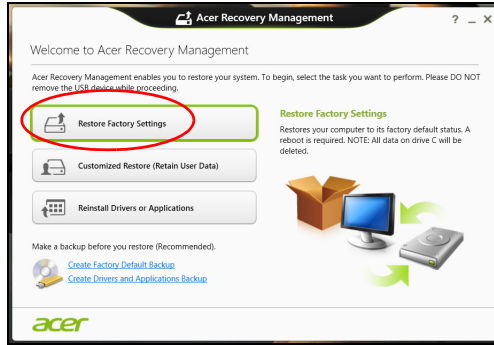 Acer Recovery Management
? _ X
Welcome to Acer Recovery Management
Acer Recovery Management enables you to restore your system. To begin, select the task you want to perform. Please DO NOT
remove the USB device while proceeding.
Restore Factory Settings
Customized Restore (Retain User Data)
Reinstall Drivers or Applications
Restore Factory Settings
Restores your computer to its factory default status. A
reboot is required. NOTE: All data on drive C will be
deleted.
Make a backup before you restore (Recommended).
Create Factory Default Backup
Create Drivers and Applications Backup
acer